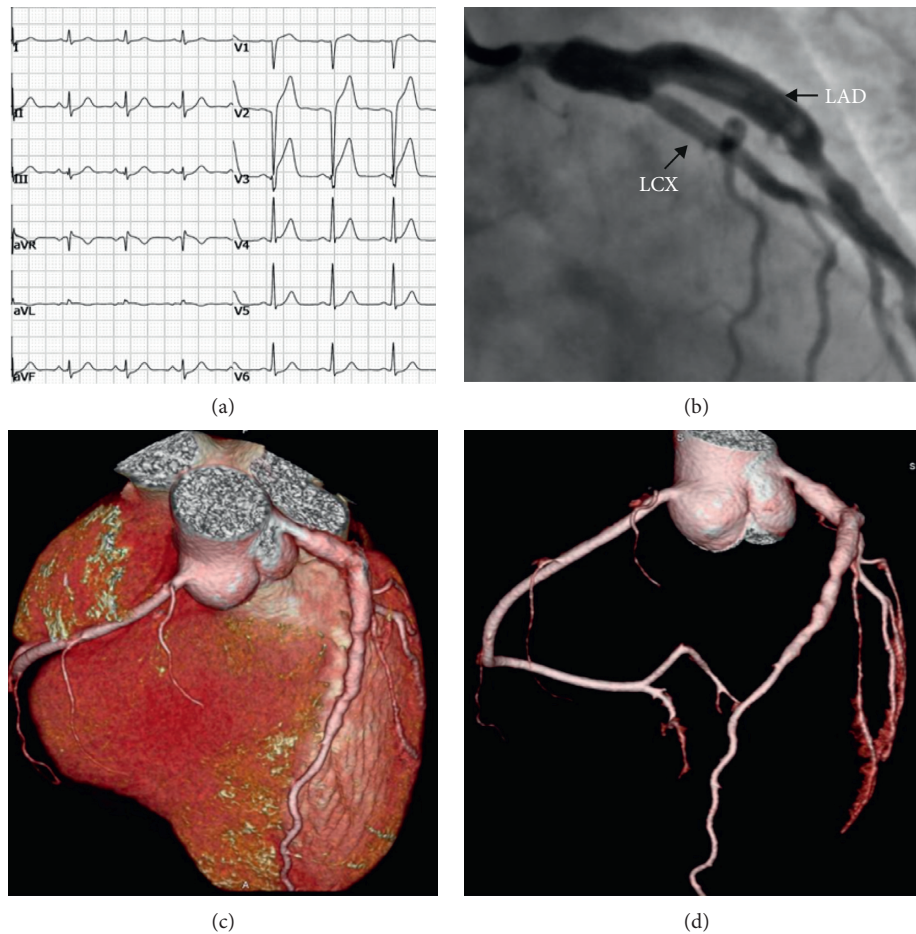 I V1
II V2
III V3
aVR V4
aVL V5
aVF V6
LAD
LCX
(a) (b)
S
S
A
(c) (d)